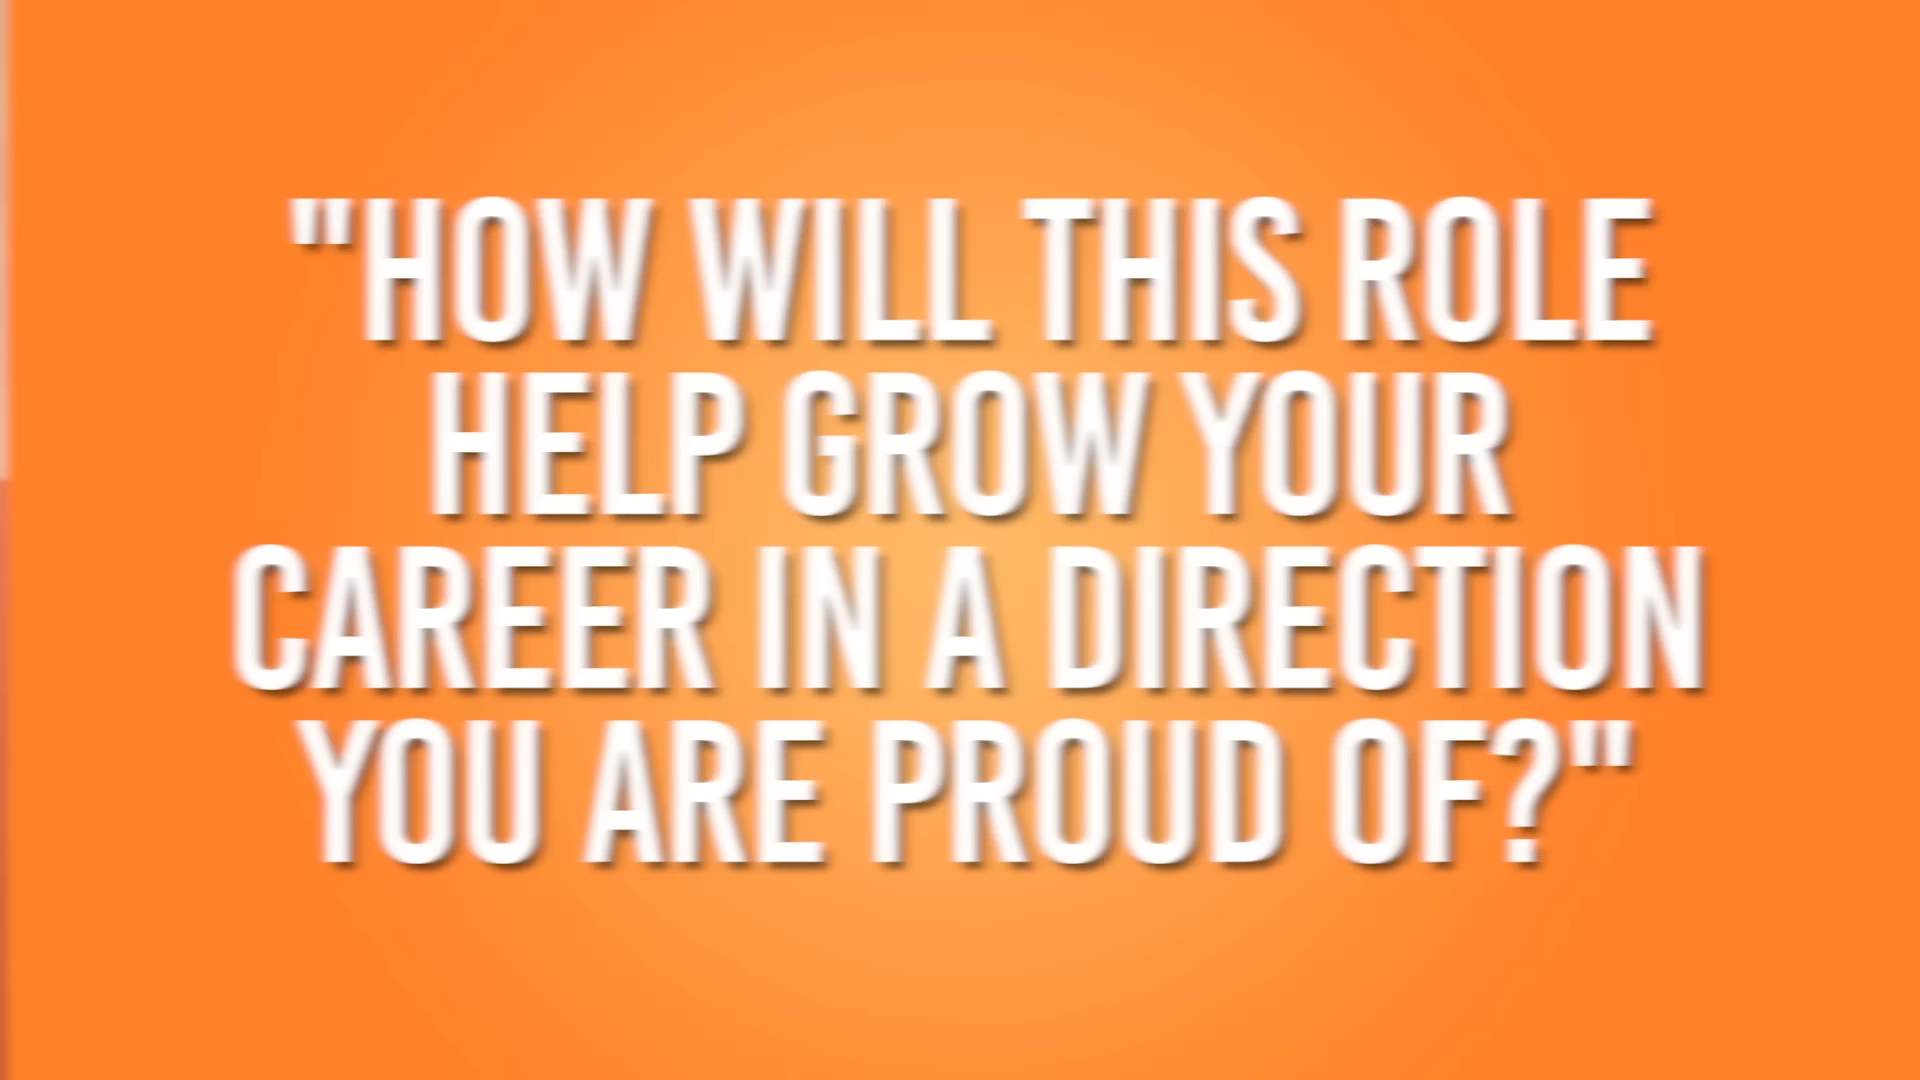 "HOW WILL THIS ROLE
HELP GROW YOUR
CAREER IN A DIRECTION
YOU ARE PROUD OF?"